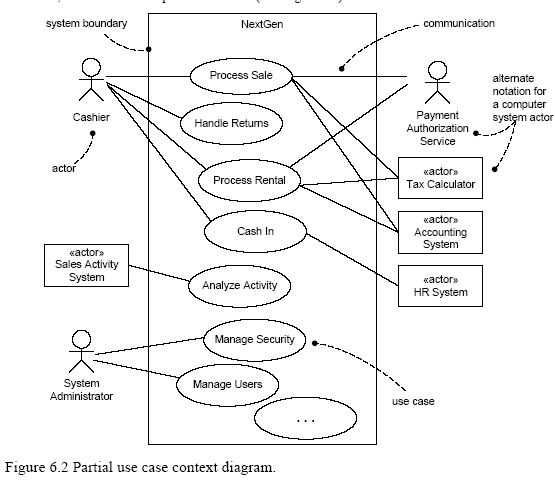 system boundary
NextGen
communication
Process Sale
Cashier
Payment
Authorization
Service
alternate
notation for
a computer
system actor
Handle Returns
actor
Process Rental
«actor»
Tax Calculator
Cash In
«actor»
Accounting
System
«actor»
Sales Activity
System
Analyze Activity
«actor»
HR System
Manage Security
System
Administrator
Manage Users
use case
. . .
Figure 6.2 Partial use case context diagram.